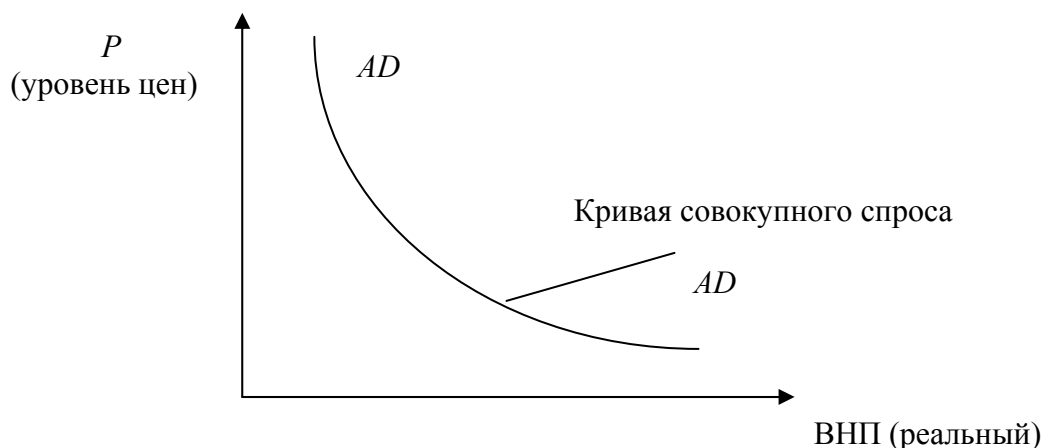 P
(уровень цен)
AD
Кривая совокупного спроса
AD
ВНП (реальный)